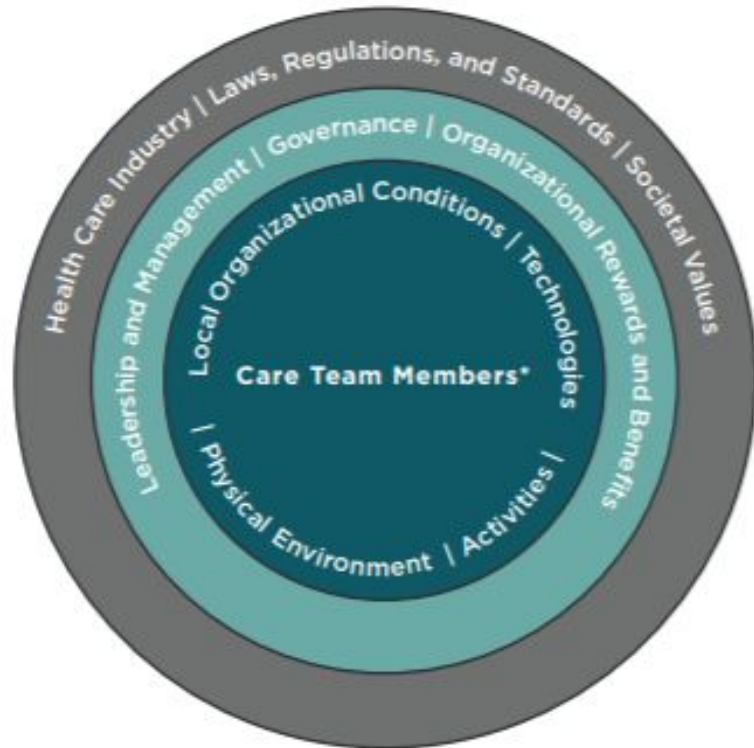 Health Care Industry | Laws, Regulations, and Standards | Societal Values
Leadership and Management | Governance | Organizational Rewards and Benefits
Local Organizational Conditions | Technologies
Care Team Members*
| Physical Environment | Activities |